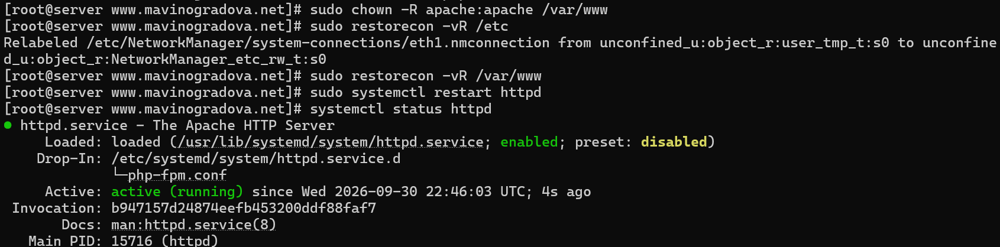 [root@server www.mavinogradova.net]# sudo chown -R apache:apache /var/www
[root@server www.mavinogradova.net]# sudo restorecon -vR /etc
Relabeled /etc/NetworkManager/system-connections/eth1.nmconnection from unconfined_u:object_r:user_tmp_t:s0 to unconfine
d_u:object_r:NetworkManager_etc_rw_t:s0
[root@server www.mavinogradova.net]# sudo restorecon -vR /var/www
[root@server www.mavinogradova.net]# sudo systemctl restart httpd
[root@server www.mavinogradova.net]# systemctl status httpd
● httpd.service - The Apache HTTP Server
     Loaded: loaded (/usr/lib/systemd/system/httpd.service; enabled; preset: disabled)
    Drop-In: /etc/systemd/system/httpd.service.d
             └─php-fpm.conf
     Active: active (running) since Wed 2026-09-30 22:46:03 UTC; 4s ago
 Invocation: b947157d24874eefb453200ddf88faf7
       Docs: man:httpd.service(8)
   Main PID: 15716 (httpd)